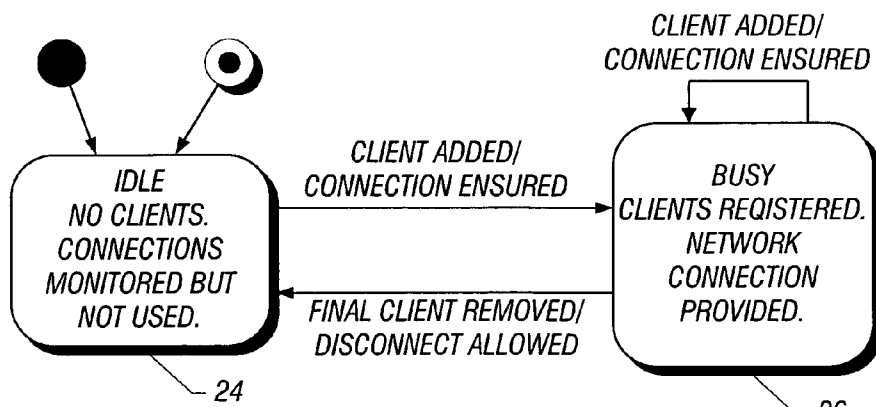 CLIENT ADDED/
CONNECTION ENSURED
CLIENT ADDED/
CONNECTION ENSURED
IDLE
NO CLIENTS.
CONNECTIONS
MONITORED BUT
NOT USED.
BUSY
CLIENTS REQISTERED.
NETWORK
CONNECTION
PROVIDED.
FINAL CLIENT REMOVED/
DISCONNECT ALLOWED
24